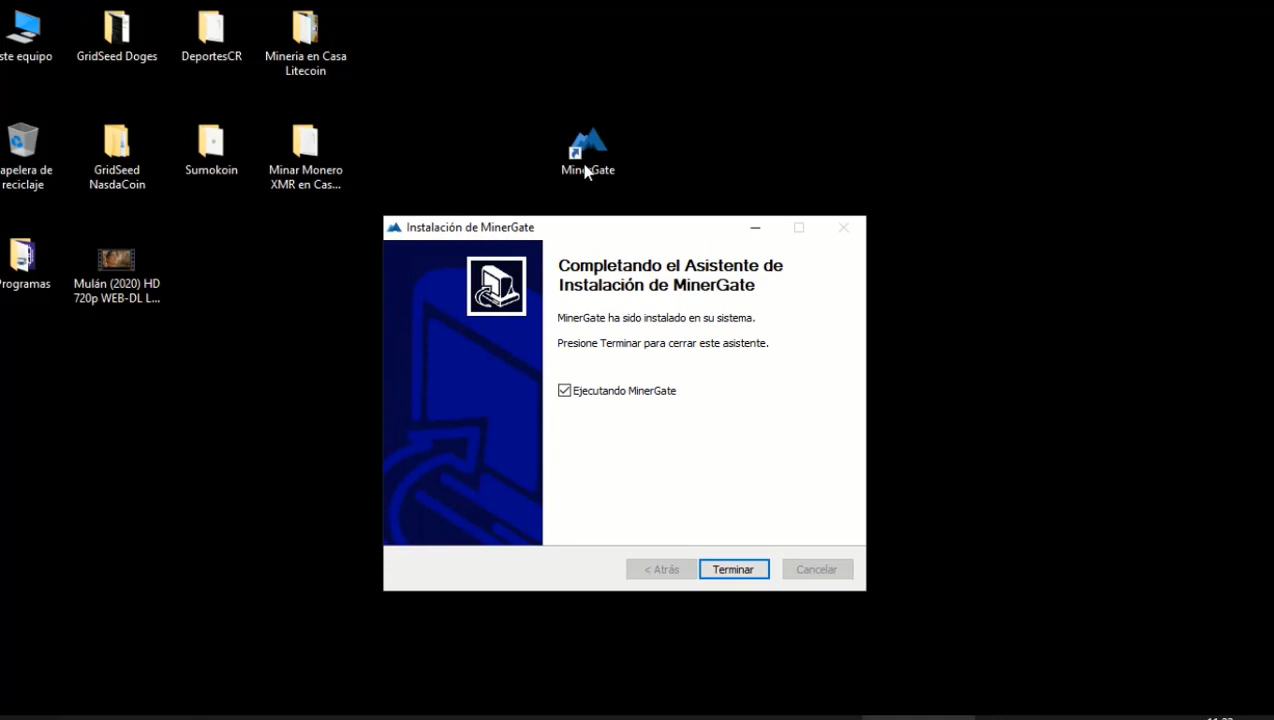 ste equipo
GridSeed Doges
DeportesCR
Mineria en Casa
Litecoin
apelera de
reciclaje
GridSeed
NasdaCoin
Sumokoin
Minar Monero
XMR en Cas...
MinerGate
Programas
Mulán (2020) HD
720p WEB-DL L...
Instalación de MinerGate
Completando el Asistente de
Instalación de MinerGate
MinerGate ha sido instalado en su sistema.
Presione Terminar para cerrar este asistente.
Ejecutando MinerGate
< Atrás
Terminar
Cancelar